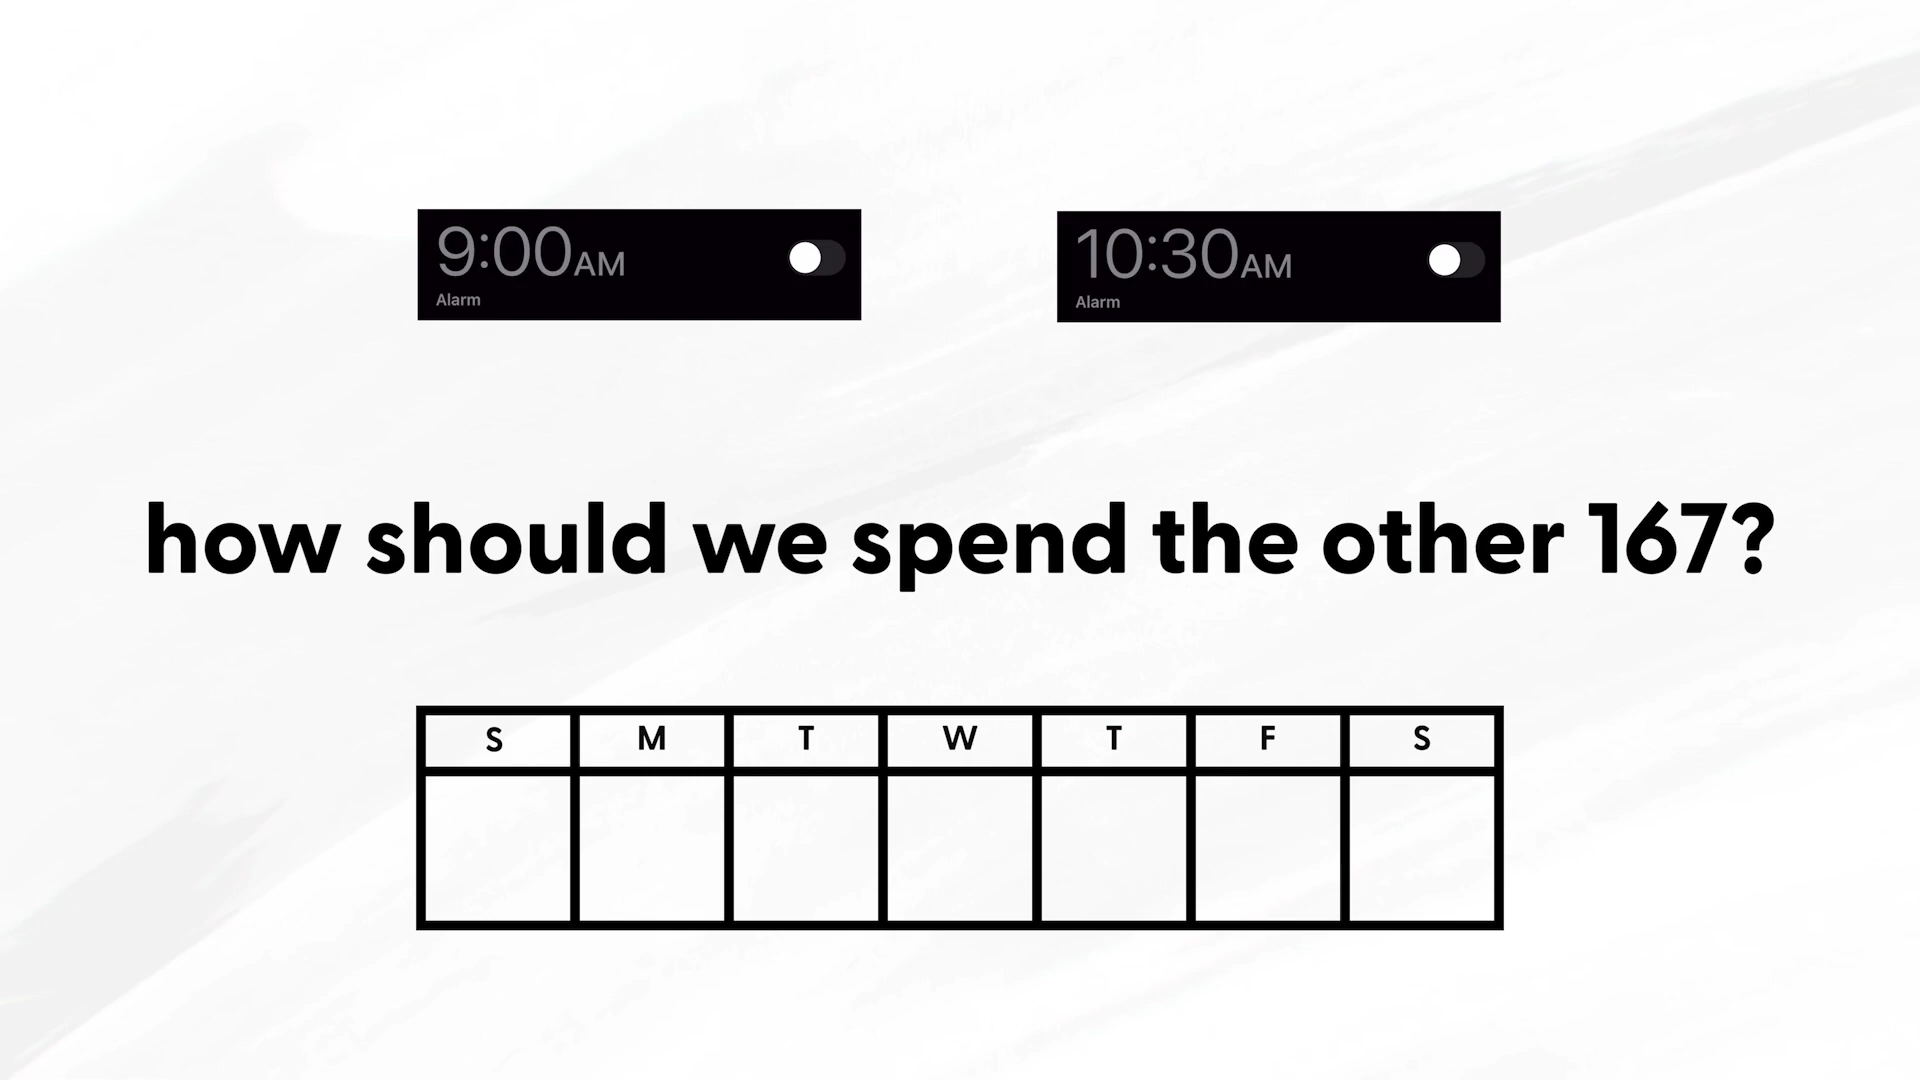 9:00AM
Alarm
10:30AM
Alarm
how should we spend the other 167?
S M T W T F S